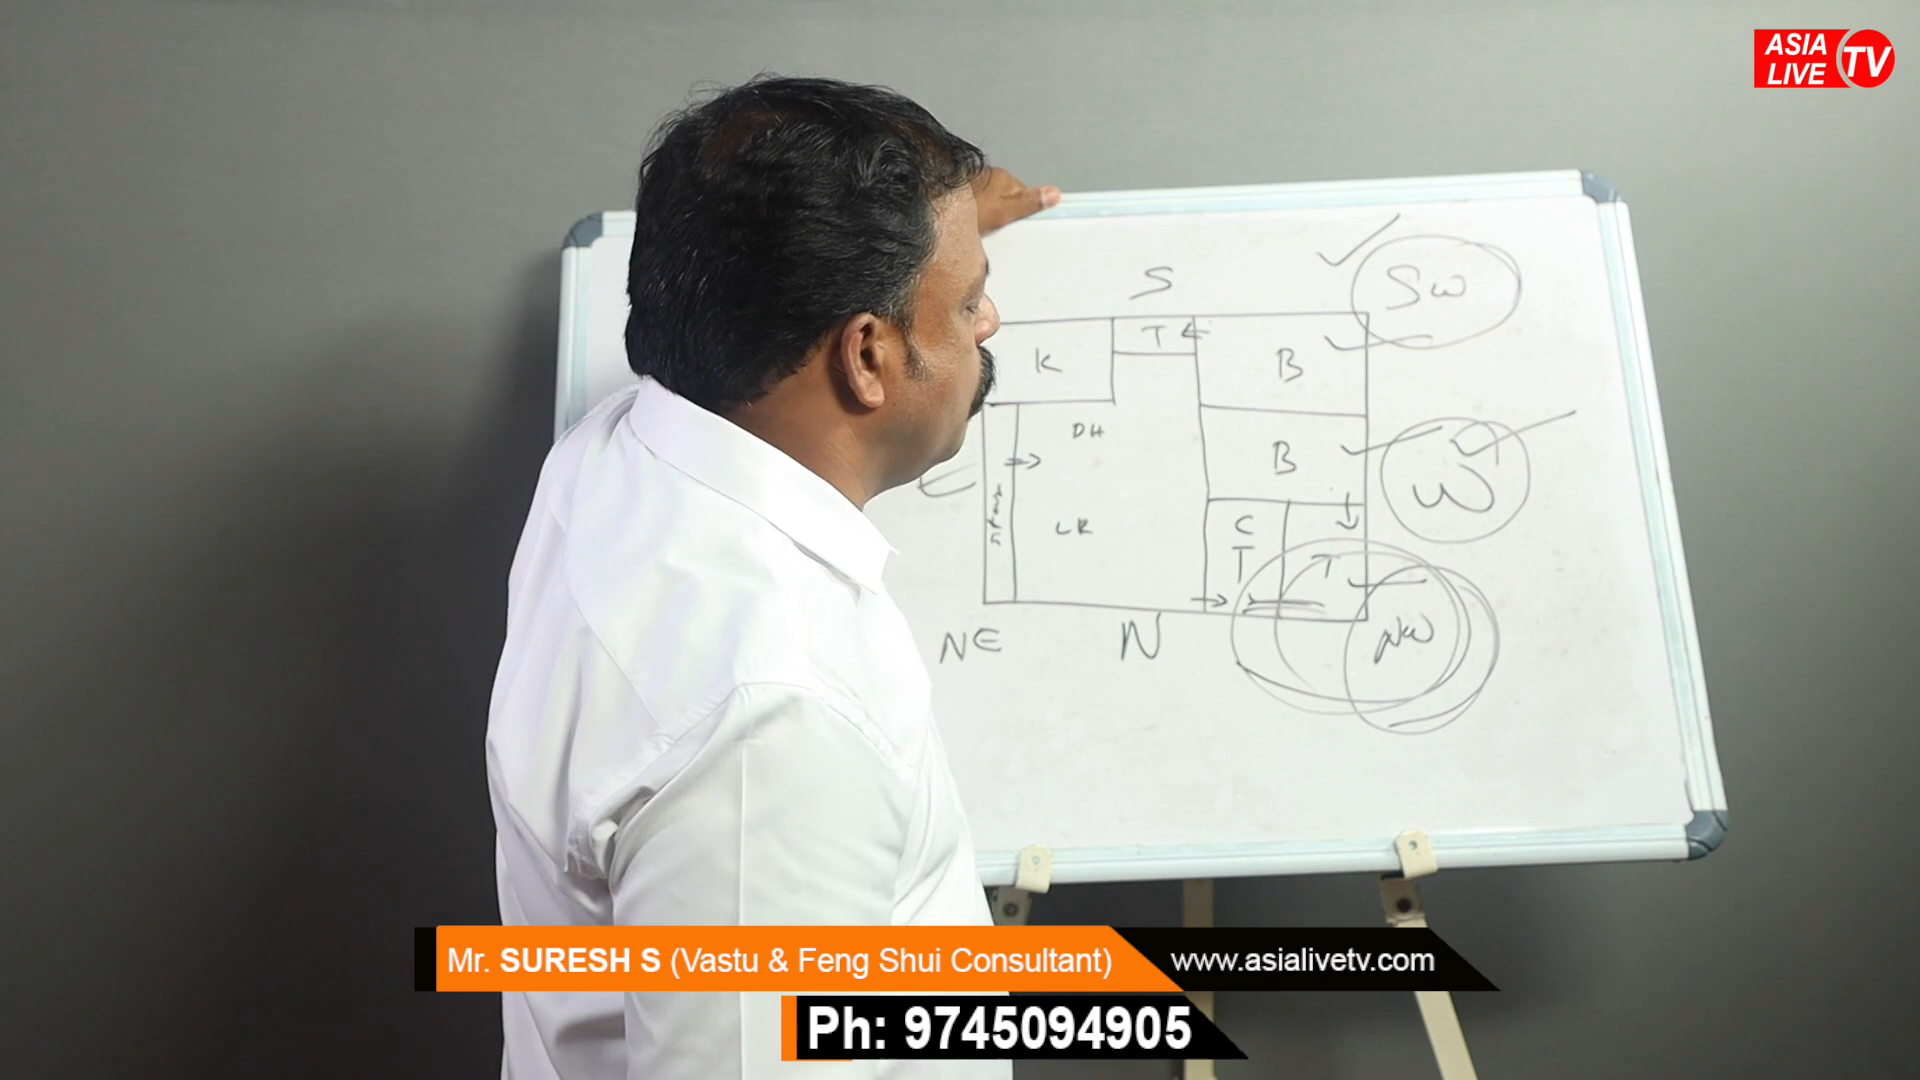 ASIA
LIVE
TV
S
SW
K
T
B
DH
B
W
E
C
T
T
LR
NE
N
NW
Mr. SURESH S (Vastu & Feng Shui Consultant)
www.asialivetv.com
Ph: 9745094905